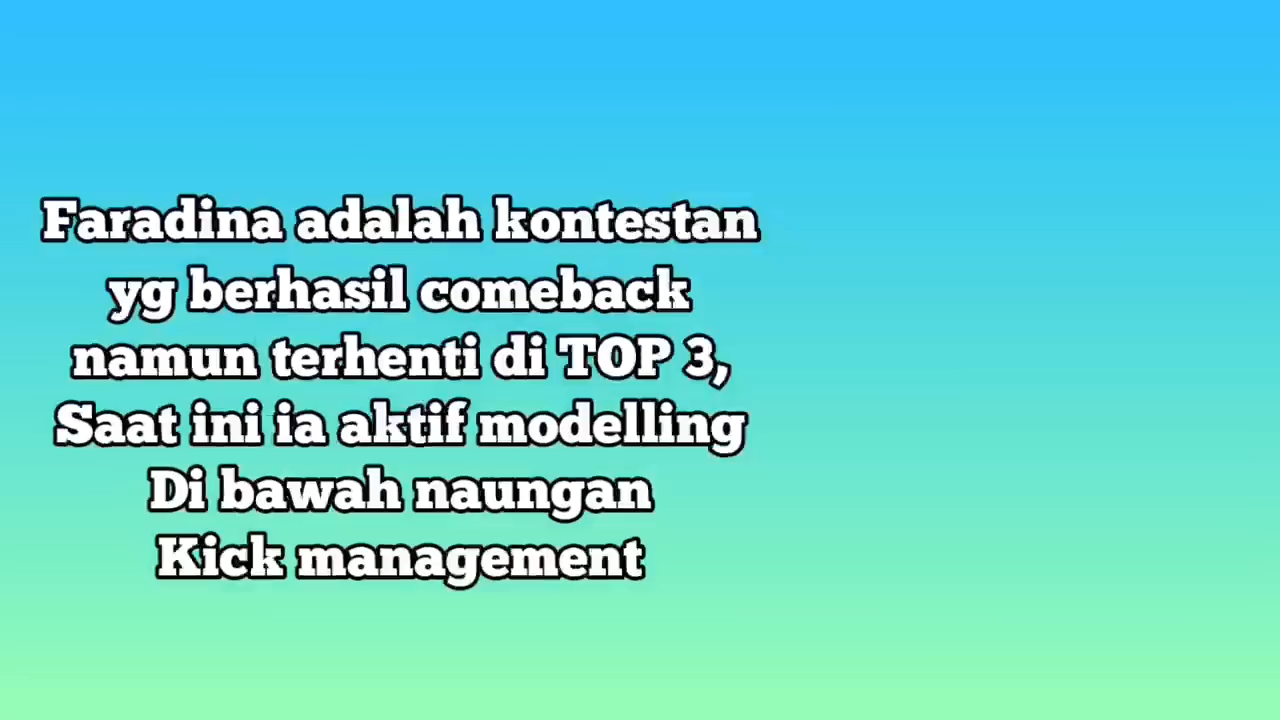 Faradina adalah kontestan
yg berhasil comeback
namun terhenti di TOP 3,
Saat ini ia aktif modelling
Di bawah naungan
Kick management